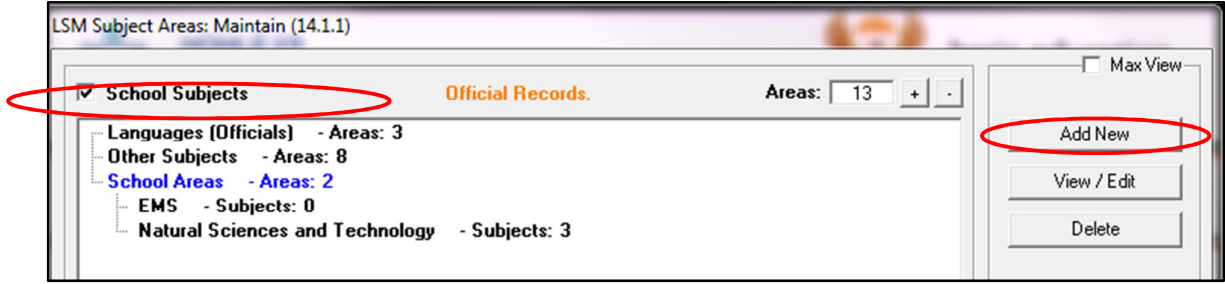 LSM Subject Areas: Maintain (14.1.1)
Max View
School Subjects Official Records. Areas: 13 + -
Languages (Officials) - Areas: 3
Add New
Other Subjects - Areas: 8
School Areas - Areas: 2
View / Edit
EMS - Subjects: 0
Natural Sciences and Technology - Subjects: 3
Delete